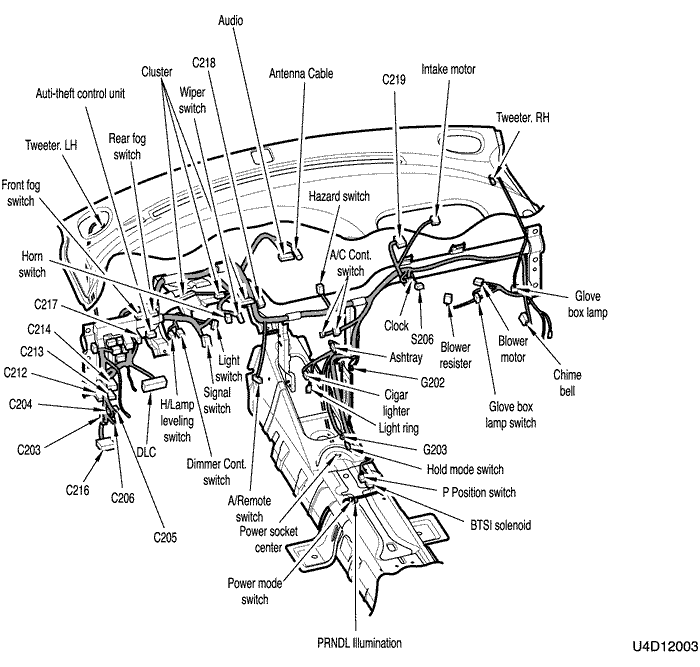 Audio
C218
Cluster
Antenna Cable
C219
Intake motor
Anti-theft control unit
Wiper
switch
Tweeter. RH
Tweeter. LH
Rear fog
switch
Front fog
switch
Hazard switch
Horn
switch
A/C Cont.
switch
C217
C214
C213
C212
C204
C203
C216
C206
C205
DLC
H/Lamp
leveling
switch
Dimmer Cont.
switch
Signal
switch
Light
switch
A/Remote
switch
Power socket
center
Power mode
switch
PRNDL Illumination
Clock
S206
Ashtray
G202
Cigar
lighter
Light ring
G203
Hold mode switch
P Position switch
BTSI solenoid
Blower
resister
Blower
motor
Glove box
lamp switch
Glove
box lamp
Chime
bell
U4D12003